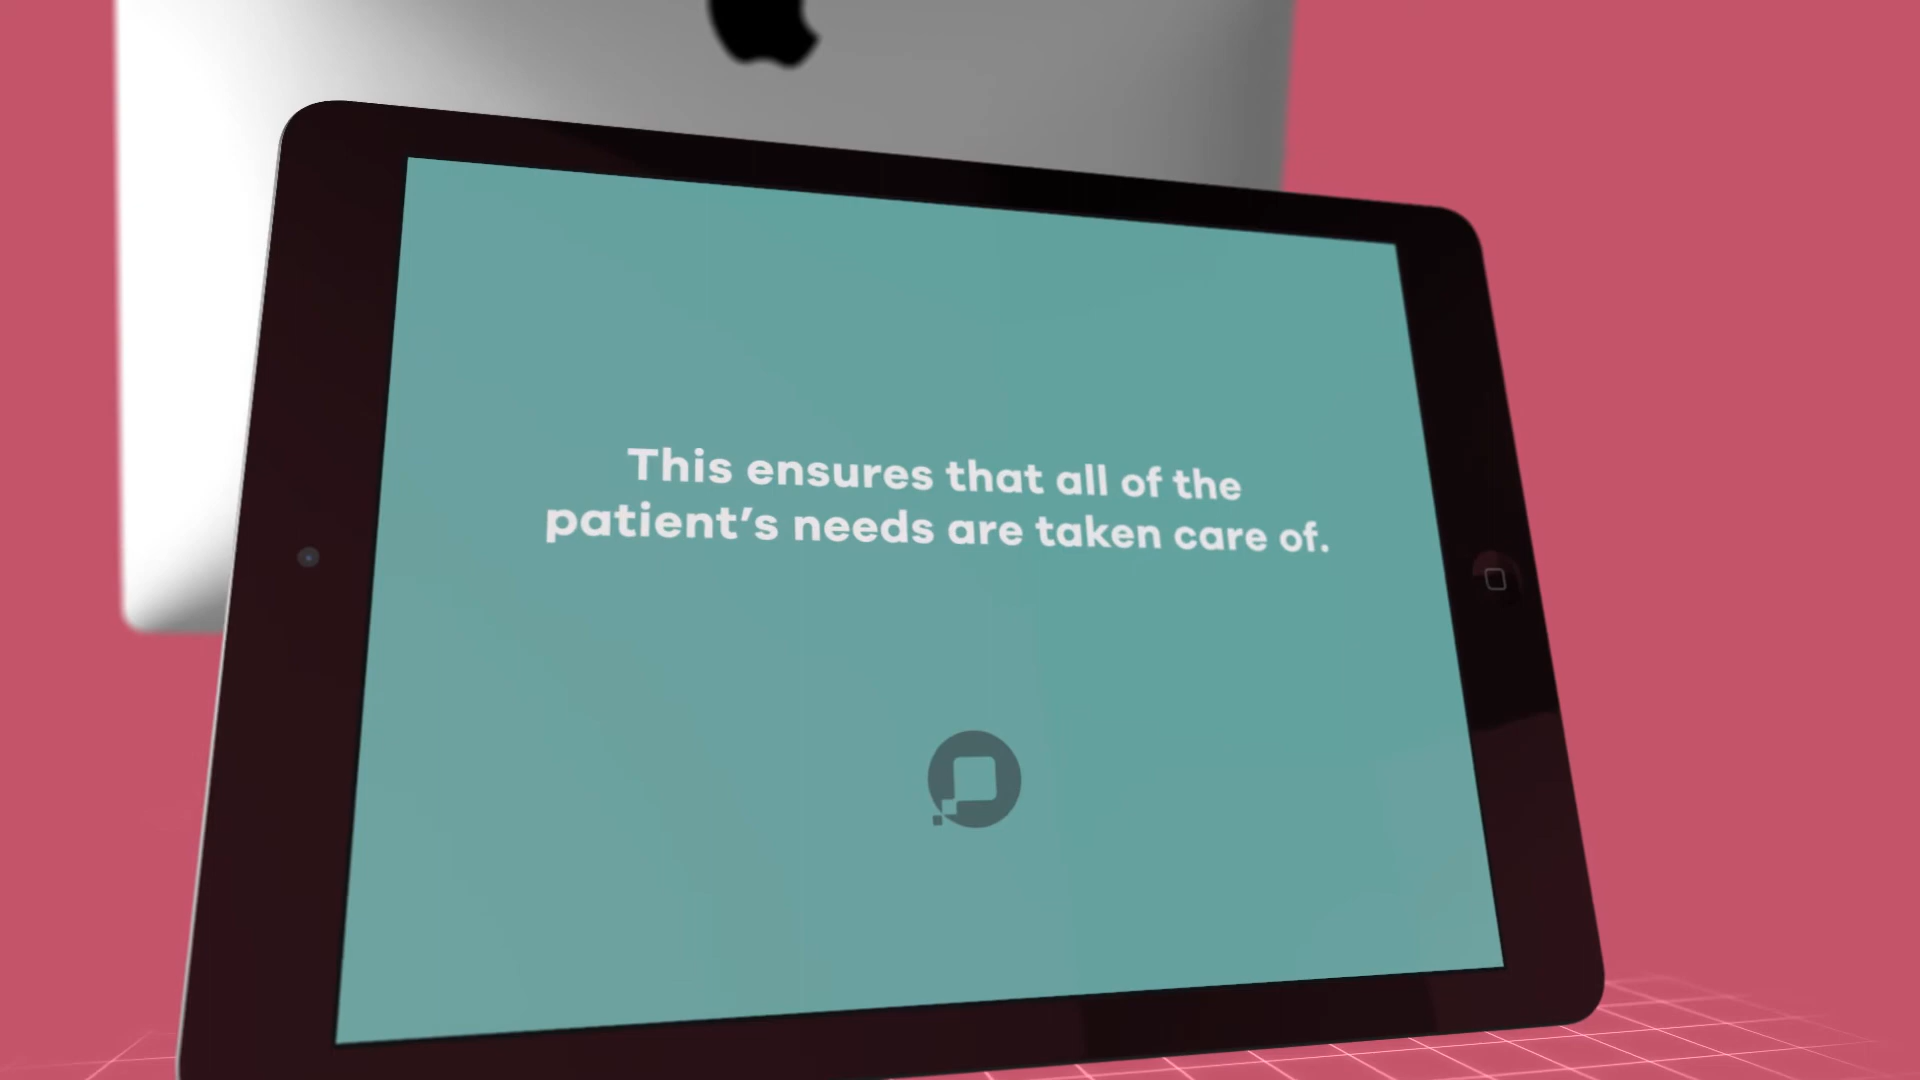 This ensures that all of the
patient’s needs are taken care of.